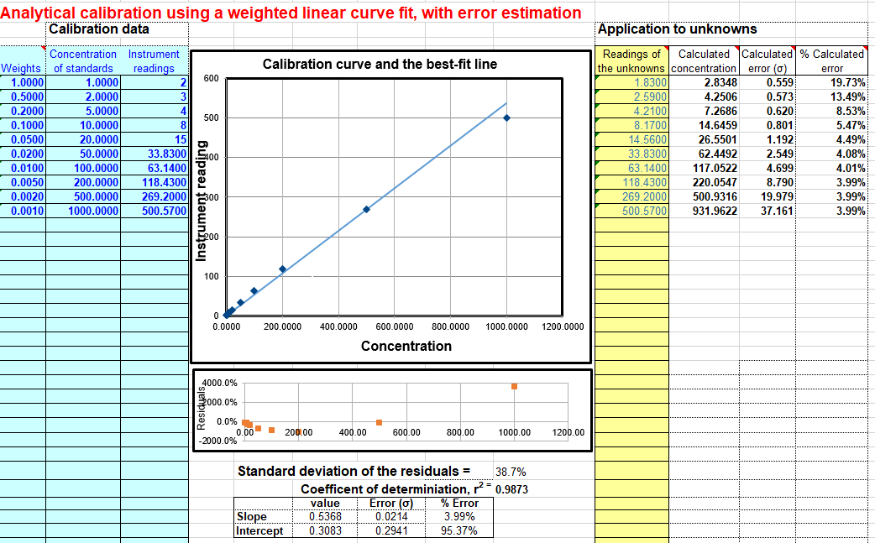 Analytical calibration using a weighted linear curve fit, with error estimation
Calibration data
Application to unknowns
Weights Concentration of standards Instrument readings
1.0000 1.0000 2
0.5000 2.0000 3
0.2000 5.0000 4
0.1000 10.0000 8
0.0500 20.0000 15
0.0200 50.0000 33.8300
0.0100 100.0000 63.1400
0.0050 200.0000 118.4300
0.0020 500.0000 269.2000
0.0010 1000.0000 500.5700
Calibration curve and the best-fit line
Instrument reading
600
500
400
300
200
100
0
0.0000 200.0000 400.0000 600.0000 800.0000 1000.0000 1200.0000
Concentration
Residuals
4000.0%
2000.0%
0.0%
-2000.0%
0.00 200.00 400.00 600.00 800.00 1000.00 1200.00
Standard deviation of the residuals = 38.7%
Coefficent of determiniation, r2 = 0.9873
value Error (σ) % Error
Slope 0.5368 0.0214 3.99%
Intercept 0.3083 0.2941 95.37%
Readings of the unknowns Calculated concentration Calculated error (σ) % Calculated error
1.8300 2.8348 0.559 19.73%
2.5900 4.2506 0.573 13.49%
4.2100 7.2686 0.620 8.53%
8.1700 14.6459 0.801 5.47%
14.5600 26.5501 1.192 4.49%
33.8300 62.4492 2.549 4.08%
63.1400 117.0522 4.699 4.01%
118.4300 220.0547 8.790 3.99%
269.2000 500.9316 19.979 3.99%
500.5700 931.9622 37.161 3.99%